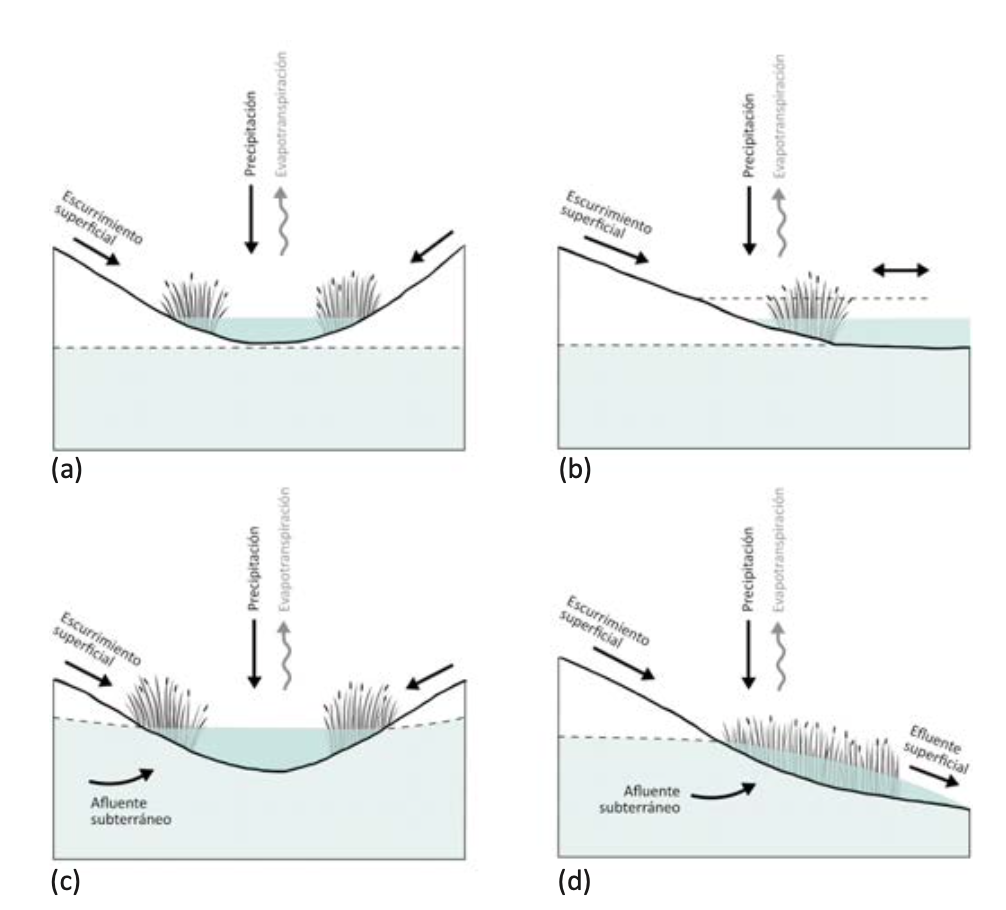 Precipitación
Evapotranspiración
Escurrimiento
superficial
(a)
Precipitación
Evapotranspiración
Escurrimiento
superficial
(b)
Precipitación
Evapotranspiración
Escurrimiento
superficial
Afluente
subterráneo
(c)
Precipitación
Evapotranspiración
Escurrimiento
superficial
Efluente
superficial
Afluente
subterráneo
(d)